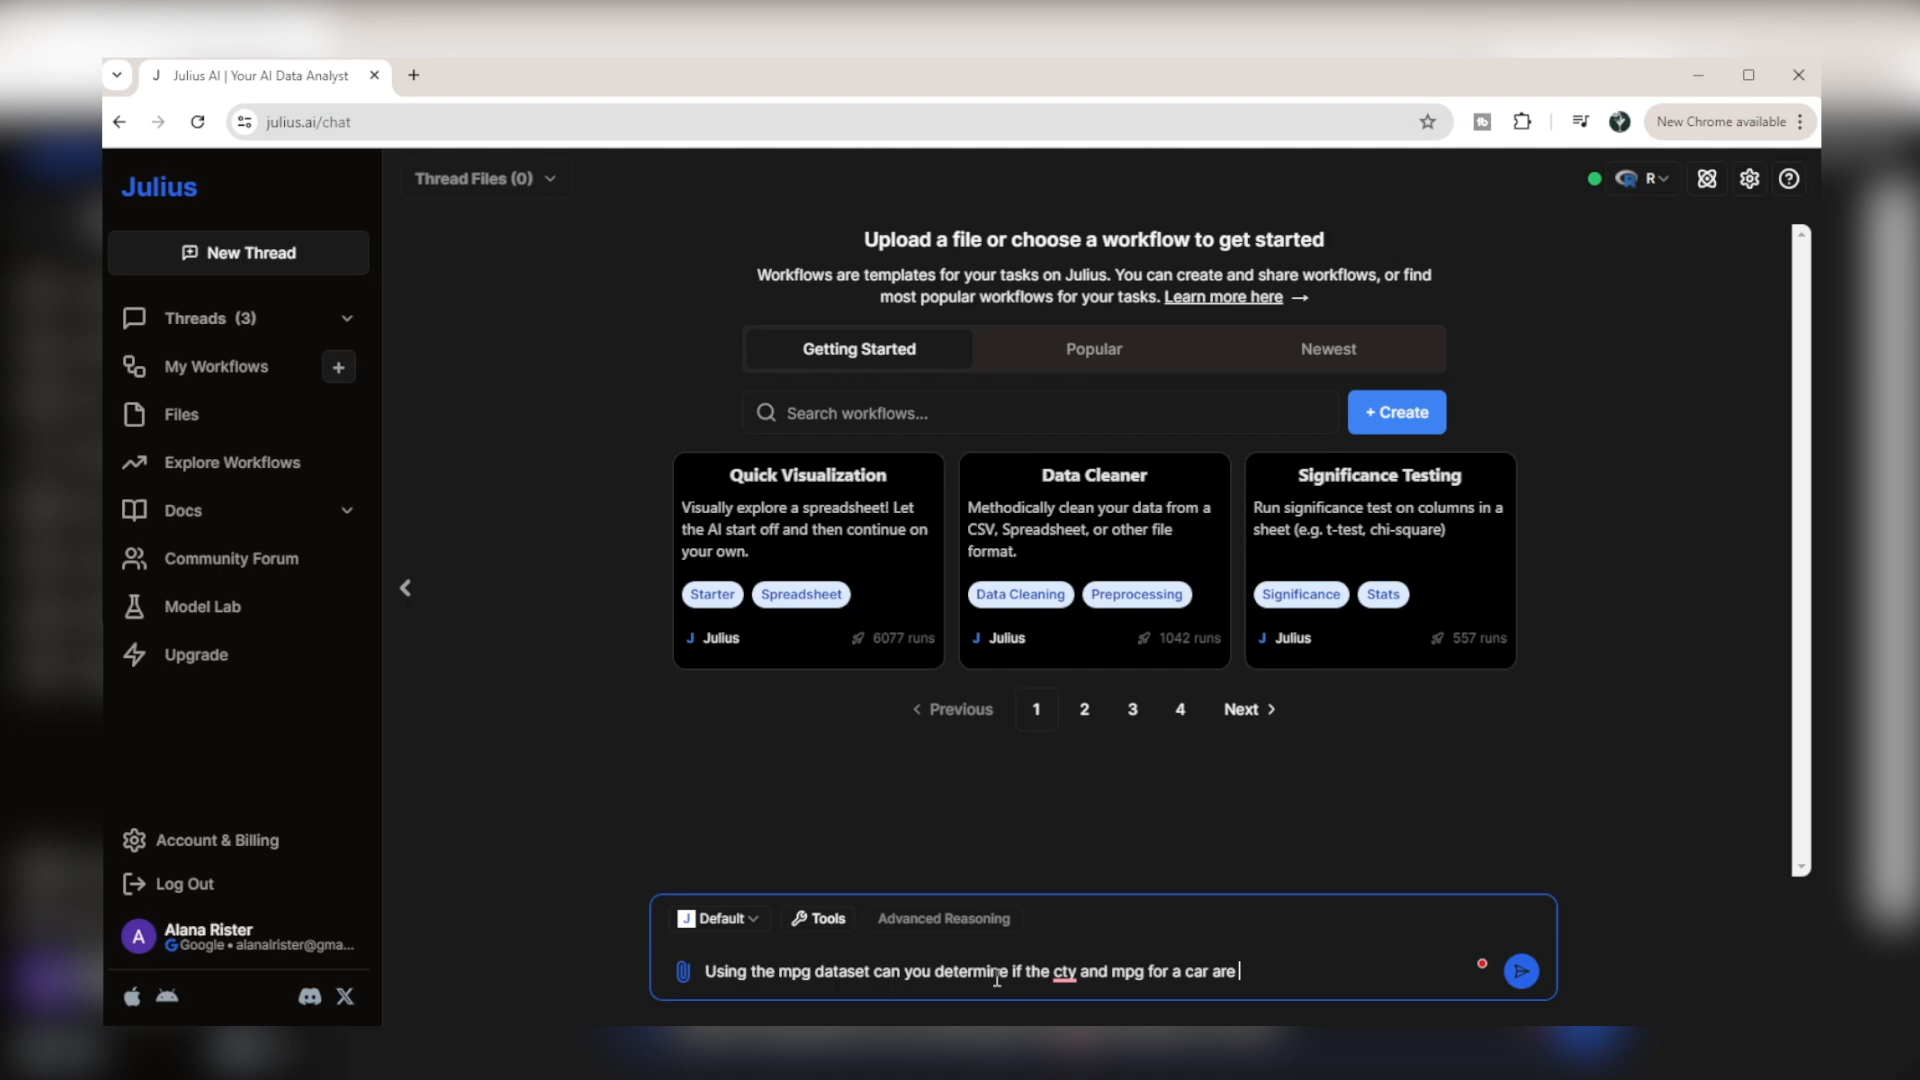 J Julius AI | Your AI Data Analyst
julius.ai/chat
New Chrome available
Julius
Thread Files (0)
R
New Thread
Threads (3)
My Workflows
Files
Explore Workflows
Docs
Community Forum
Model Lab
Upgrade
Account & Billing
Log Out
A
Alana Rister
Google • alanalrister@gma...
Upload a file or choose a workflow to get started
Workflows are templates for your tasks on Julius. You can create and share workflows, or find
most popular workflows for your tasks. Learn more here →
Getting Started
Popular
Newest
Search workflows...
+ Create
Quick Visualization
Visually explore a spreadsheet! Let
the AI start off and then continue on
your own.
Starter
Spreadsheet
J Julius
6077 runs
Data Cleaner
Methodically clean your data from a
CSV, Spreadsheet, or other file
format.
Data Cleaning
Preprocessing
J Julius
1042 runs
Significance Testing
Run significance test on columns in a
sheet (e.g. t-test, chi-square)
Significance
Stats
J Julius
557 runs
< Previous
1
2
3
4
Next >
J Default
Tools
Advanced Reasoning
Using the mpg dataset can you determine if the cty and mpg for a car are